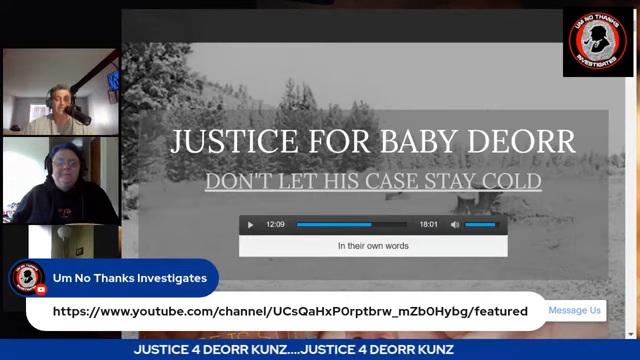 UM NO THANKS
INVESTIGATES
JUSTICE FOR BABY DEORR
DON'T LET HIS CASE STAY COLD
12:09 18:01
In their own words
Um No Thanks Investigates
https://www.youtube.com/channel/UCsQaHxP0rptbrw_mZb0Hybg/featured
Message Us
JUSTICE 4 DEORR KUNZ....JUSTICE 4 DEORR KUNZ